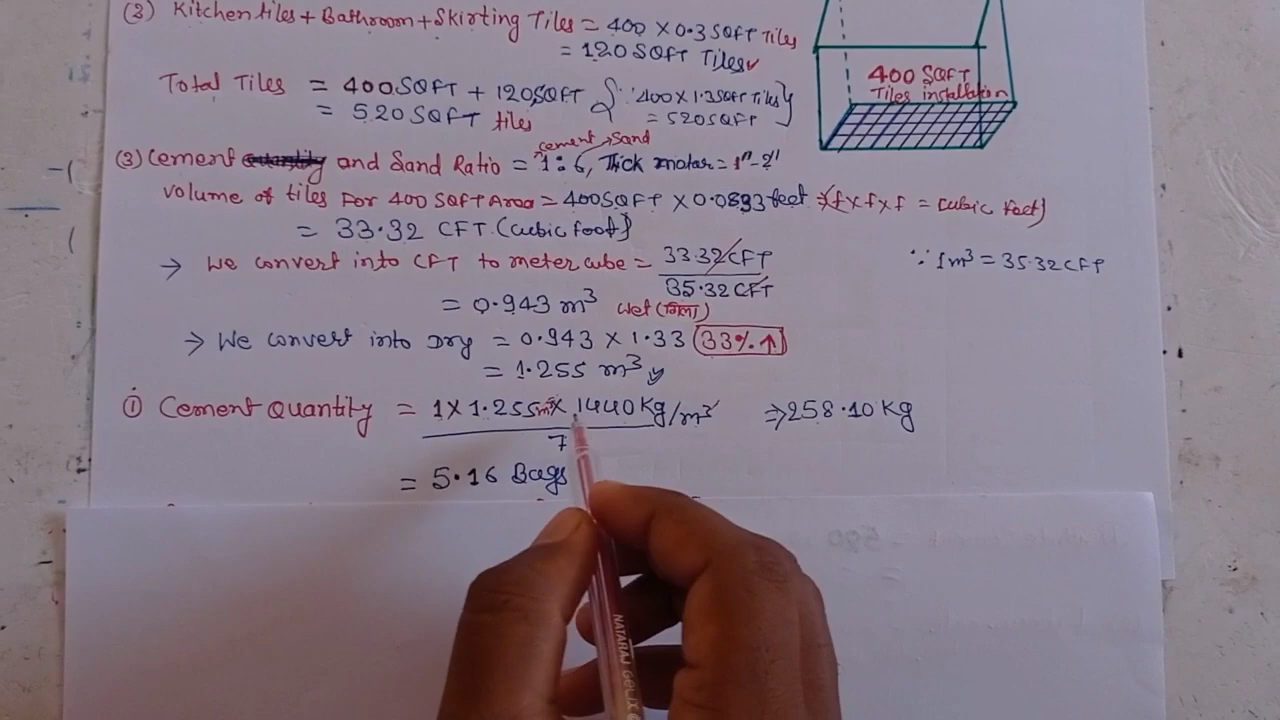 (2) Kitchen tiles + Bathroom + Skirting Tiles = 400 X 0.3 SQFT Tiles
= 120 SQFT Tiles
400 SQFT
Tiles installation
Total Tiles = 400 SQFT + 120 SQFT { ∵ 400 X 1.3 SQFT Tiles }
= 520 SQFT tiles = 520 SQFT
cement → Sand
(3) Cement quantity and Sand Ratio = 1:6, Thick motar = 1"-2"
Volume of tiles For 400 SQFT Area = 400 SQFT X 0.0833 feet {f x f x f = cubic foot}
= 33.32 CFT. {cubic foot}
→ We convert into CFT to meter cube = 33.32 CFT / 35.32 CFT ∵ 1m³ = 35.32 CFT
= 0.943 m³ wet (गिला)
→ We convert into Dry = 0.943 X 1.33 33% ↑
= 1.255 m³
① Cement Quantity = 1 X 1.255 m³ X 1440 Kg/m³ / 7 ⇒ 258.10 Kg
= 5.16 Bags
NATARAJ GELIX